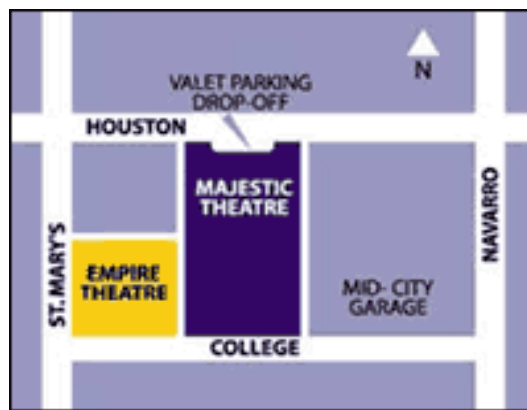 N
VALET PARKING
DROP-OFF
HOUSTON
MAJESTIC
THEATRE
ST. MARY'S
NAVARRO
EMPIRE
THEATRE
MID- CITY
GARAGE
COLLEGE